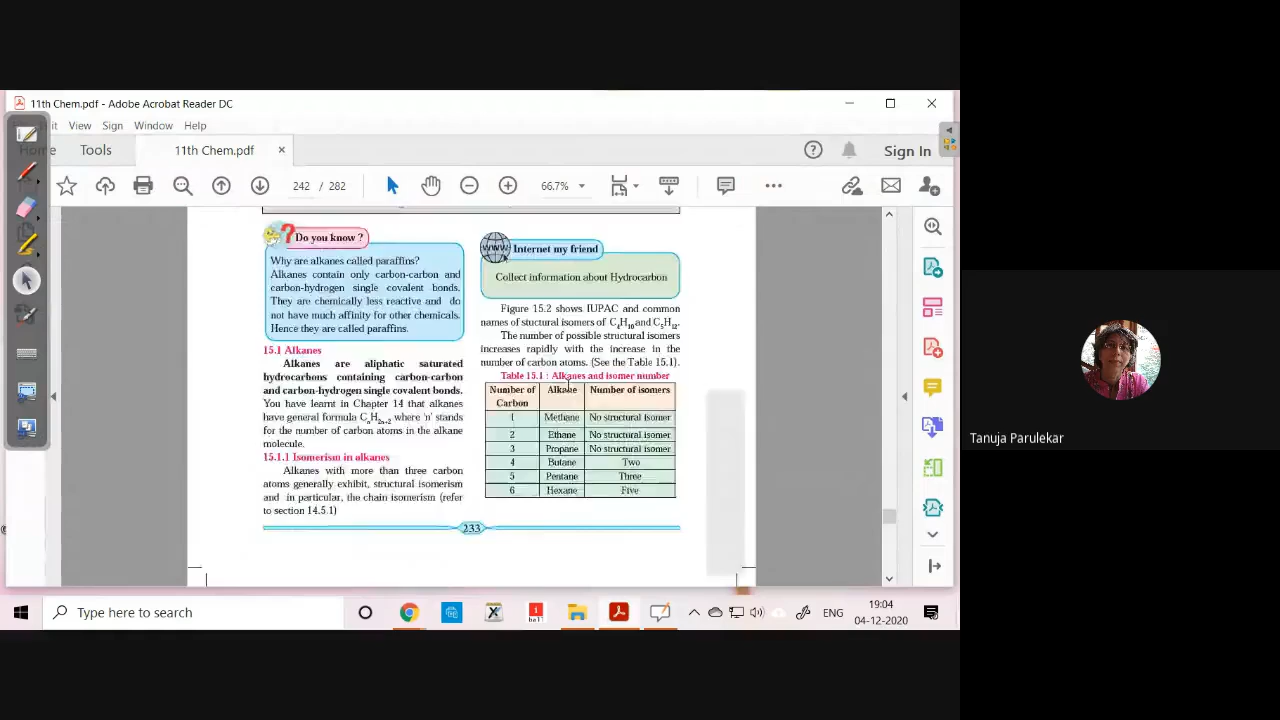 11th Chem.pdf - Adobe Acrobat Reader DC
View Sign Window Help
Tools
11th Chem.pdf
Sign In
242 / 282
66.7%
Do you know ?
Why are alkanes called paraffins?
Alkanes contain only carbon-carbon and
carbon-hydrogen single covalent bonds.
They are chemically less reactive and do
not have much affinity for other chemicals.
Hence they are called paraffins.
15.1 Alkanes
Alkanes are aliphatic saturated
hydrocarbons containing carbon-carbon
and carbon-hydrogen single covalent bonds.
You have learnt in Chapter 14 that alkanes
have general formula CnH2n+2 where 'n' stands
for the number of carbon atoms in the alkane
molecule.
15.1.1 Isomerism in alkanes
Alkanes with more than three carbon
atoms generally exhibit, structural isomerism
and in particular, the chain isomerism (refer
to section 14.5.1)
www
Internet my friend
Collect information about Hydrocarbon
Figure 15.2 shows IUPAC and common
names of stuctural isomers of C4H10 and C5H12.
The number of possible structural isomers
increases rapidly with the increase in the
number of carbon atoms. (See the Table 15.1).
Table 15.1 : Alkanes and isomer number
Number of Carbon Alkane Number of isomers
1 Methane No structural isomer
2 Ethane No structural isomer
3 Propane No structural isomer
4 Butane Two
5 Pentane Three
6 Hexane Five
233
Type here to search
ENG
19:04
04-12-2020
Tanuja Parulekar